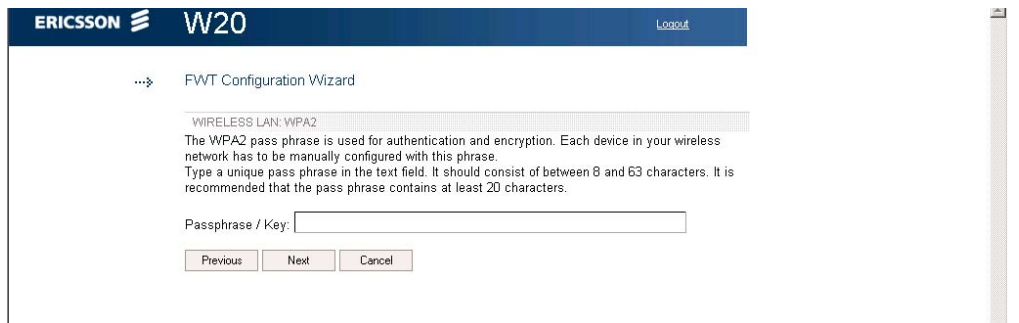 ERICSSON W20 Logout
FWT Configuration Wizard
WIRELESS LAN: WPA2
The WPA2 pass phrase is used for authentication and encryption. Each device in your wireless
network has to be manually configured with this phrase.
Type a unique pass phrase in the text field. It should consist of between 8 and 63 characters. It is
recommended that the pass phrase contains at least 20 characters.
Passphrase / Key:
Previous Next Cancel